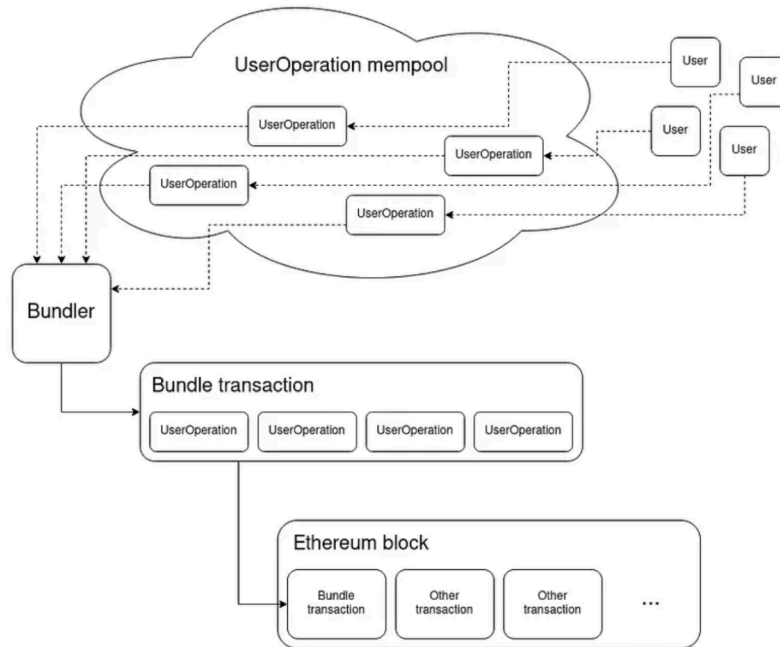 UserOperation mempool
User
User
User
User
UserOperation
UserOperation
UserOperation
UserOperation
Bundler
Bundle transaction
UserOperation
UserOperation
UserOperation
UserOperation
Ethereum block
Bundle
transaction
Other
transaction
Other
transaction
...